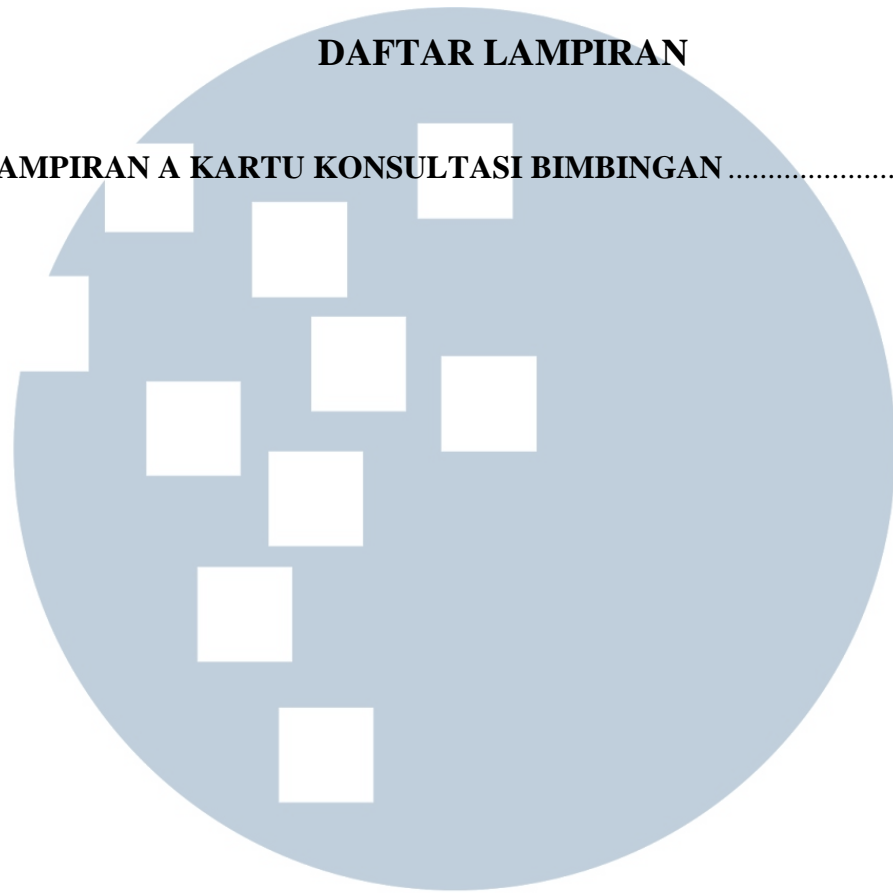 DAFTAR LAMPIRAN
AMPIRAN A KARTU KONSULTASI BIMBINGAN .....................